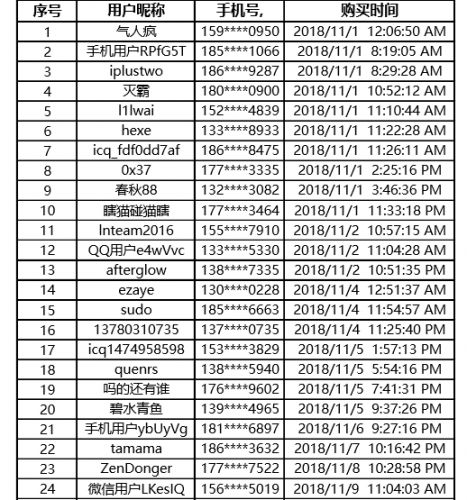 序号 用户昵称 手机号, 购买时间
1 气人疯 159****0950 2018/11/1 12:06:50 AM
2 手机用户RPfG5T 185****1066 2018/11/1 8:19:05 AM
3 iplustwo 186****9287 2018/11/1 8:29:28 AM
4 灭霸 180****0900 2018/11/1 10:52:12 AM
5 l1lwai 152****4839 2018/11/1 11:10:44 AM
6 hexe 133****8933 2018/11/1 11:22:28 AM
7 icq_fdf0dd7af 186****8475 2018/11/1 11:26:11 AM
8 0x37 177****3335 2018/11/1 2:25:16 PM
9 春秋88 132****3082 2018/11/1 3:46:36 PM
10 瞎猫碰猫瞎 177****3464 2018/11/1 11:33:18 PM
11 lnteam2016 155****7910 2018/11/2 10:57:15 AM
12 QQ用户e4wVvc 133****5330 2018/11/2 11:04:28 AM
13 afterglow 138****7335 2018/11/2 10:51:35 PM
14 ezaye 130****0228 2018/11/4 12:51:37 AM
15 sudo 185****6663 2018/11/4 11:54:57 AM
16 13780310735 137****0735 2018/11/4 11:25:40 PM
17 icq1474958598 153****3829 2018/11/5 1:57:13 PM
18 quenrs 138****5940 2018/11/5 5:54:16 PM
19 吗的还有谁 176****9602 2018/11/5 7:41:31 PM
20 碧水青鱼 139****4965 2018/11/5 9:37:26 PM
21 手机用户ybUyVg 181****6897 2018/11/6 9:27:16 PM
22 tamama 186****3632 2018/11/7 10:16:42 PM
23 ZenDonger 177****7522 2018/11/8 10:28:58 PM
24 微信用户LKesIQ 156****5019 2018/11/9 11:04:03 AM